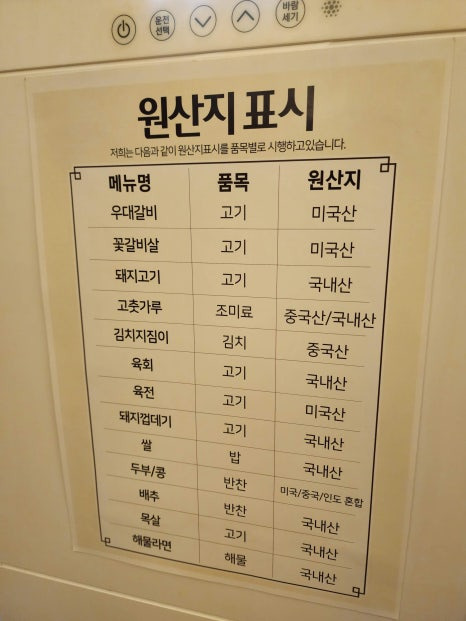 운전
선택
바람
세기
원산지 표시
저희는 다음과 같이 원산지표시를 품목별로 시행하고있습니다.
메뉴명 품목 원산지
우대갈비 고기 미국산
꽃갈비살 고기 미국산
돼지고기 고기 국내산
고춧가루 조미료 중국산/국내산
김치지짐이 김치 중국산
육회 고기 국내산
육전 고기 미국산
돼지껍데기 고기 국내산
쌀 밥 국내산
두부/콩 반찬 미국/중국/인도 혼합
배추 반찬 국내산
목살 고기 국내산
해물라면 해물 국내산